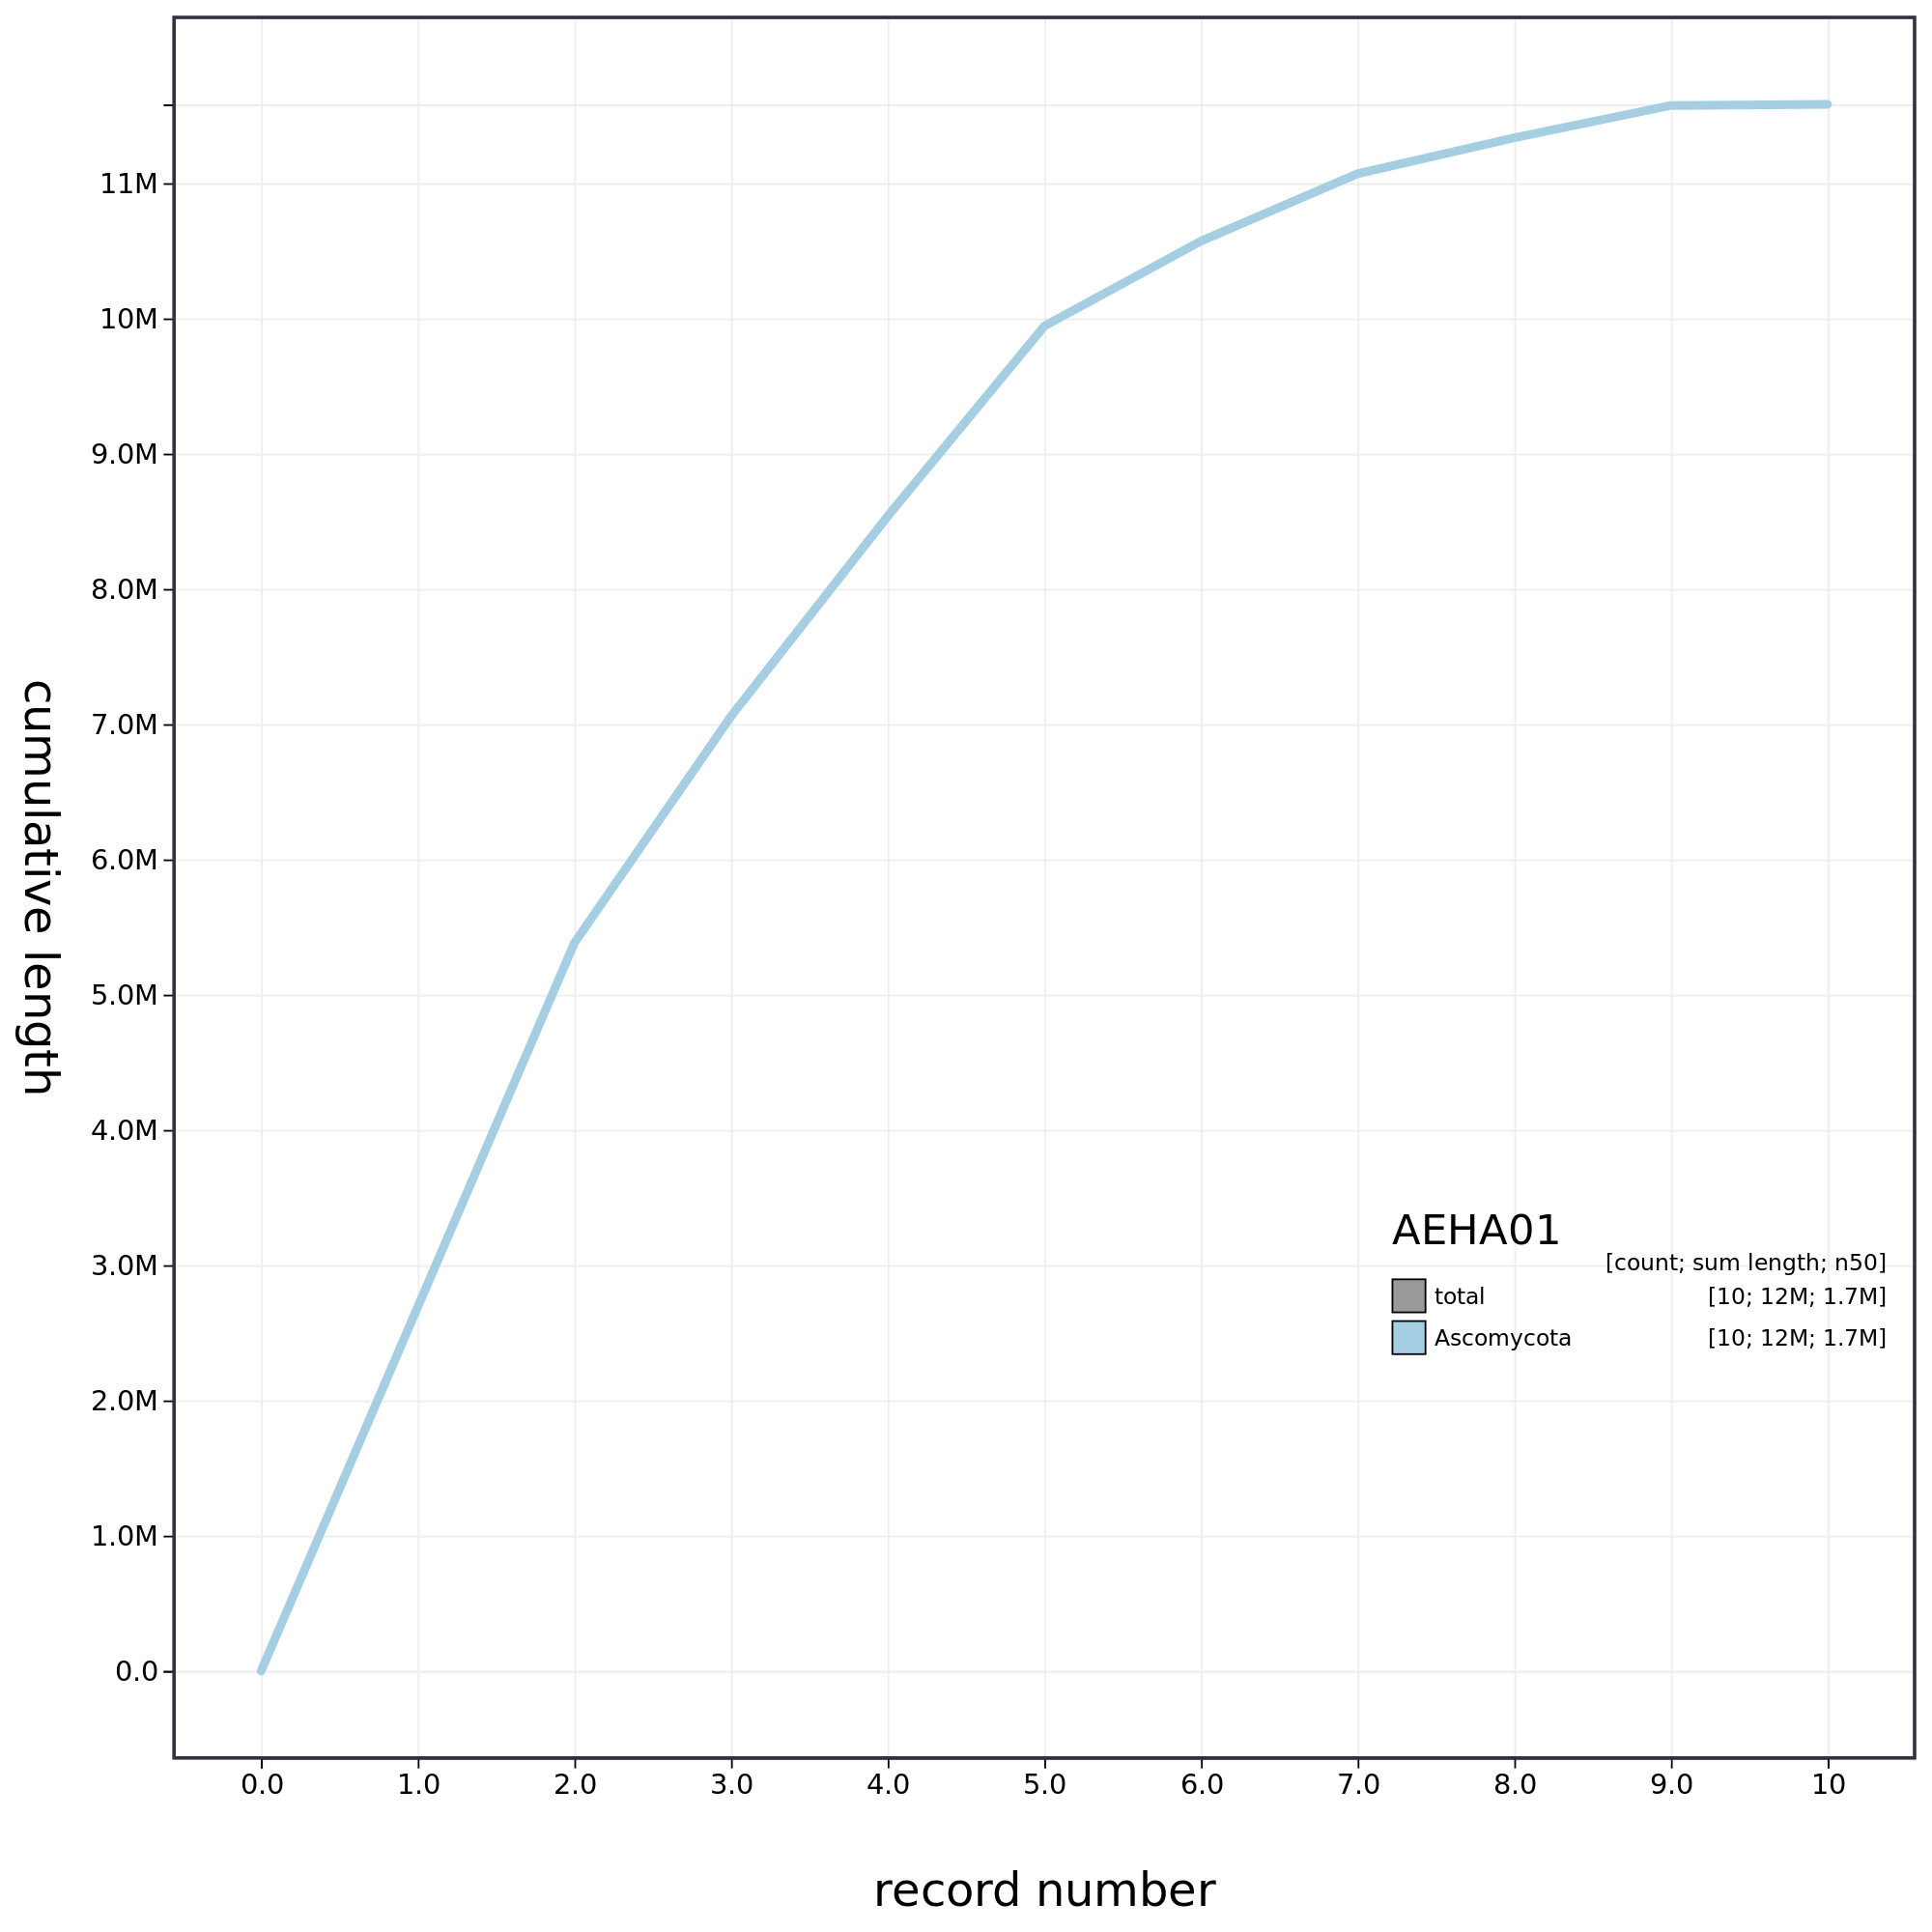 11M
10M
9.0M
8.0M
7.0M
6.0M
5.0M
4.0M
3.0M
2.0M
1.0M
0.0
cumulative length
AEHA01
[count; sum length; n50]
total [10; 12M; 1.7M]
Ascomycota [10; 12M; 1.7M]
0.0 1.0 2.0 3.0 4.0 5.0 6.0 7.0 8.0 9.0 10
record number